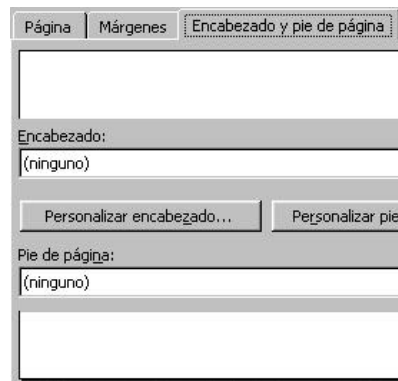 Página Márgenes Encabezado y pie de página
Encabezado:
(ninguno)
Personalizar encabezado... Personalizar pie
Pie de página:
(ninguno)